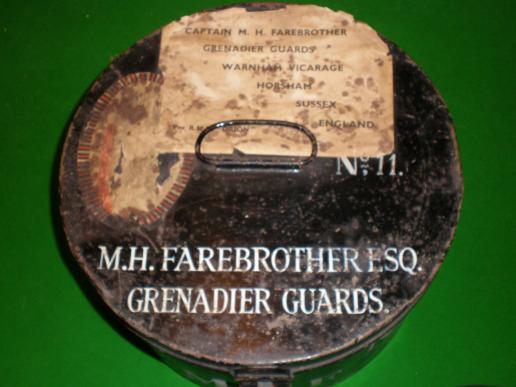 CAPTAIN M. H. FAREBROTHER
GRENADIER GUARDS
WARNHAM VICARAGE
HORSHAM
SUSSEX
ENGLAND
Nº 11.
M.H. FAREBROTHER ESQ.
GRENADIER GUARDS.